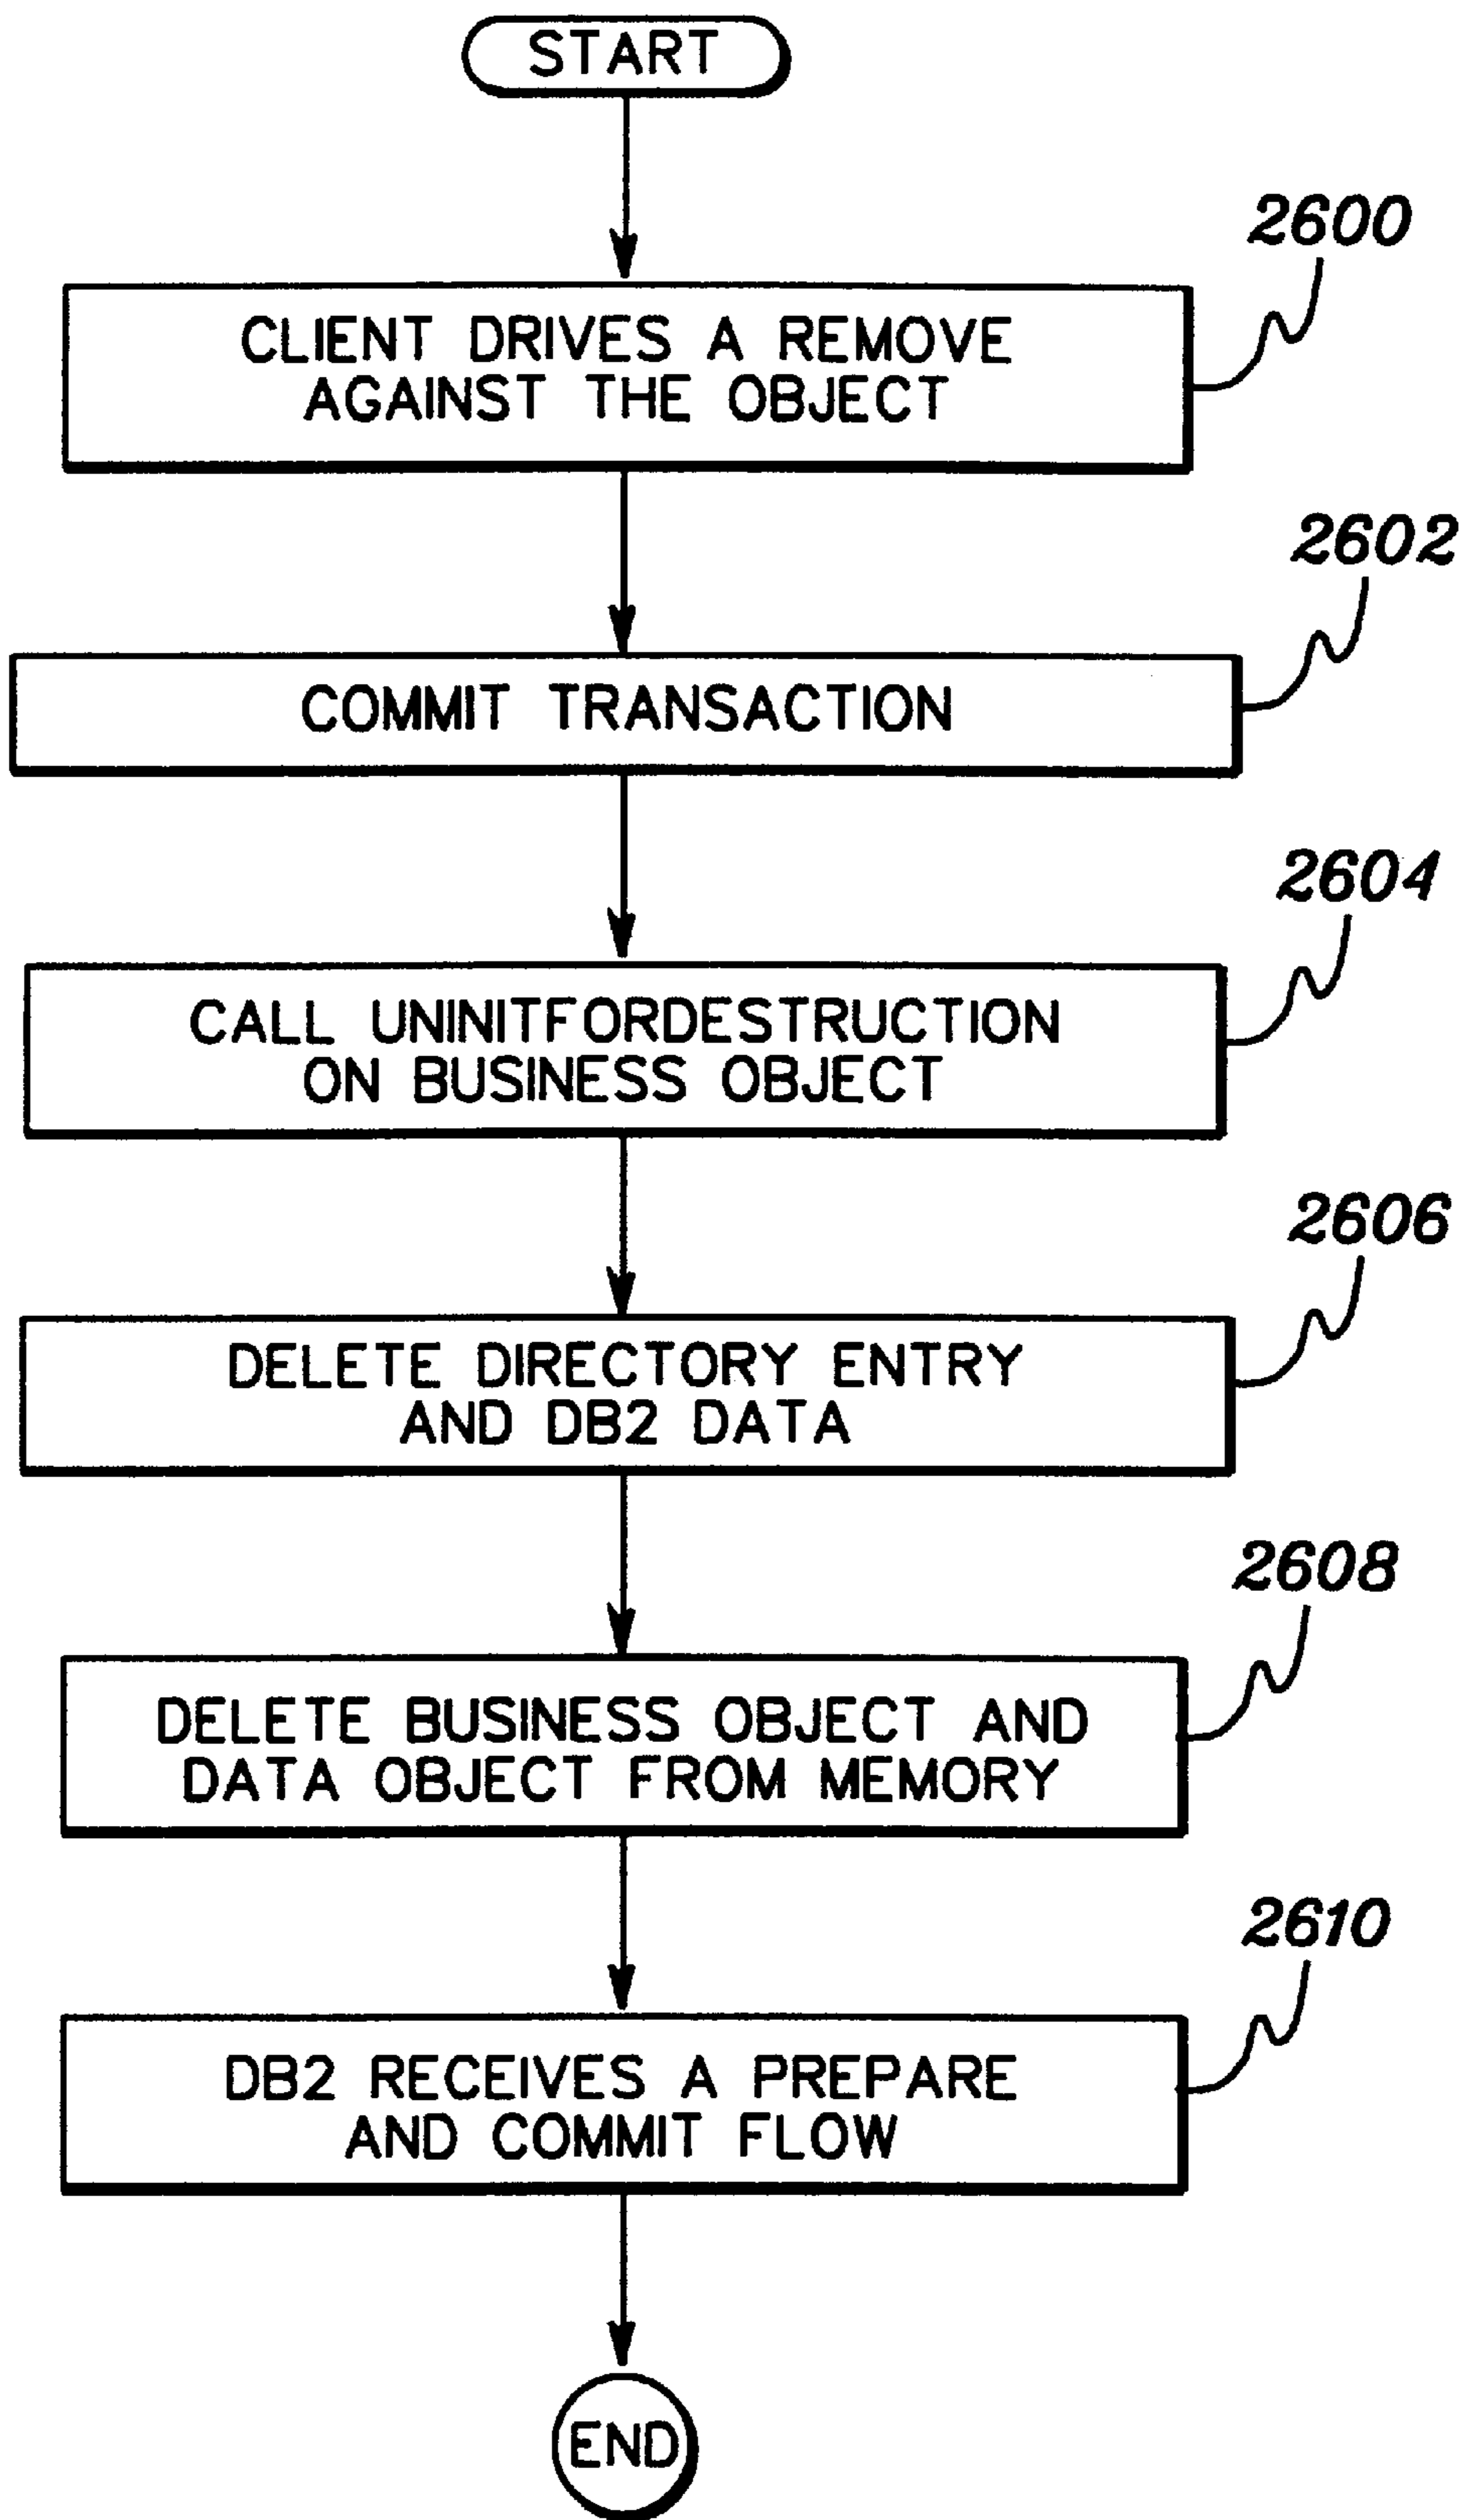 START
2600
CLIENT DRIVES A REMOVE
AGAINST THE OBJECT
2602
COMMIT TRANSACTION
2604
CALL UNINITFORDESTRUCTION
ON BUSINESS OBJECT
2606
DELETE DIRECTORY ENTRY
AND DB2 DATA
2608
DELETE BUSINESS OBJECT AND
DATA OBJECT FROM MEMORY
2610
DB2 RECEIVES A PREPARE
AND COMMIT FLOW
END